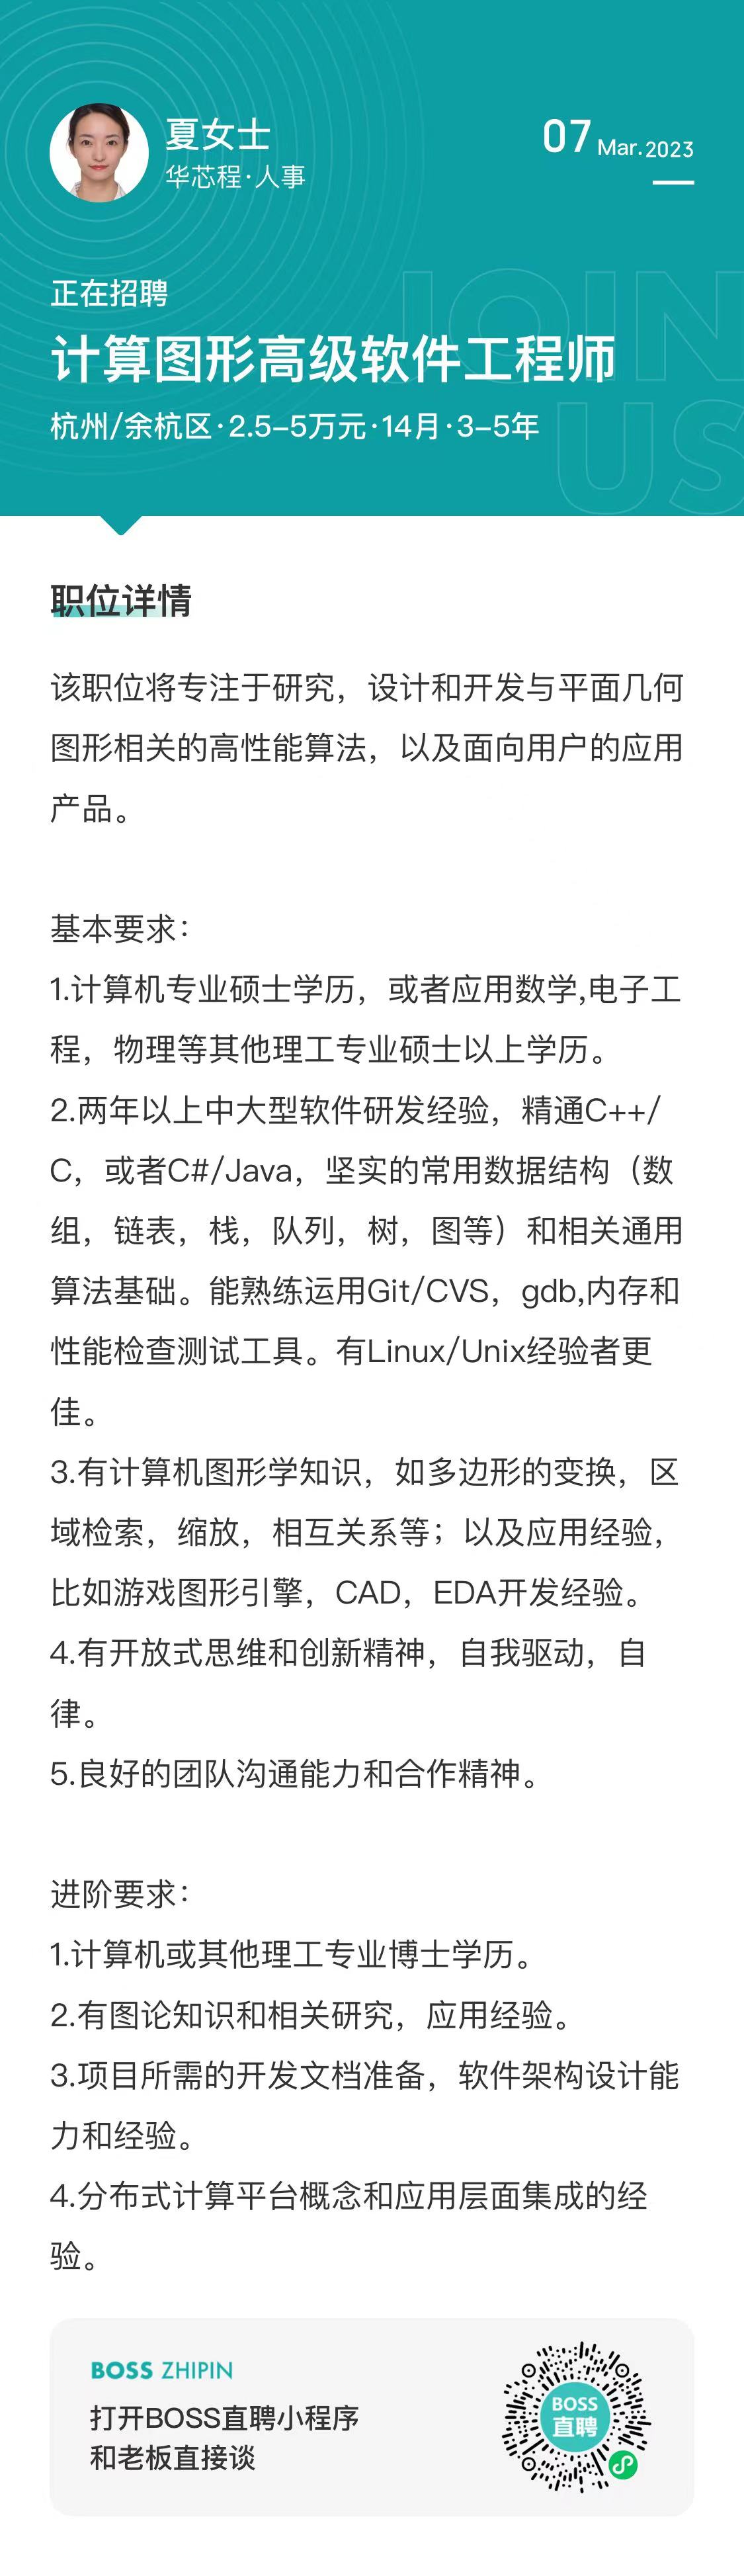 夏女士
华芯程·人事
07 Mar.2023
正在招聘
JOIN
计算图形高级软件工程师
杭州/余杭区·2.5-5万元·14月·3-5年
US
职位详情
该职位将专注于研究，设计和开发与平面几何
图形相关的高性能算法，以及面向用户的应用
产品。
基本要求：
1.计算机专业硕士学历，或者应用数学,电子工
程，物理等其他理工专业硕士以上学历。
2.两年以上中大型软件研发经验，精通C++/
C，或者C#/Java，坚实的常用数据结构（数
组，链表，栈，队列，树，图等）和相关通用
算法基础。能熟练运用Git/CVS，gdb,内存和
性能检查测试工具。有Linux/Unix经验者更
佳。
3.有计算机图形学知识，如多边形的变换，区
域检索，缩放，相互关系等；以及应用经验，
比如游戏图形引擎，CAD，EDA开发经验。
4.有开放式思维和创新精神，自我驱动，自
律。
5.良好的团队沟通能力和合作精神。
进阶要求：
1.计算机或其他理工专业博士学历。
2.有图论知识和相关研究，应用经验。
3.项目所需的开发文档准备，软件架构设计能
力和经验。
4.分布式计算平台概念和应用层面集成的经
验。
BOSS ZHIPIN
打开BOSS直聘小程序
和老板直接谈
BOSS
直聘